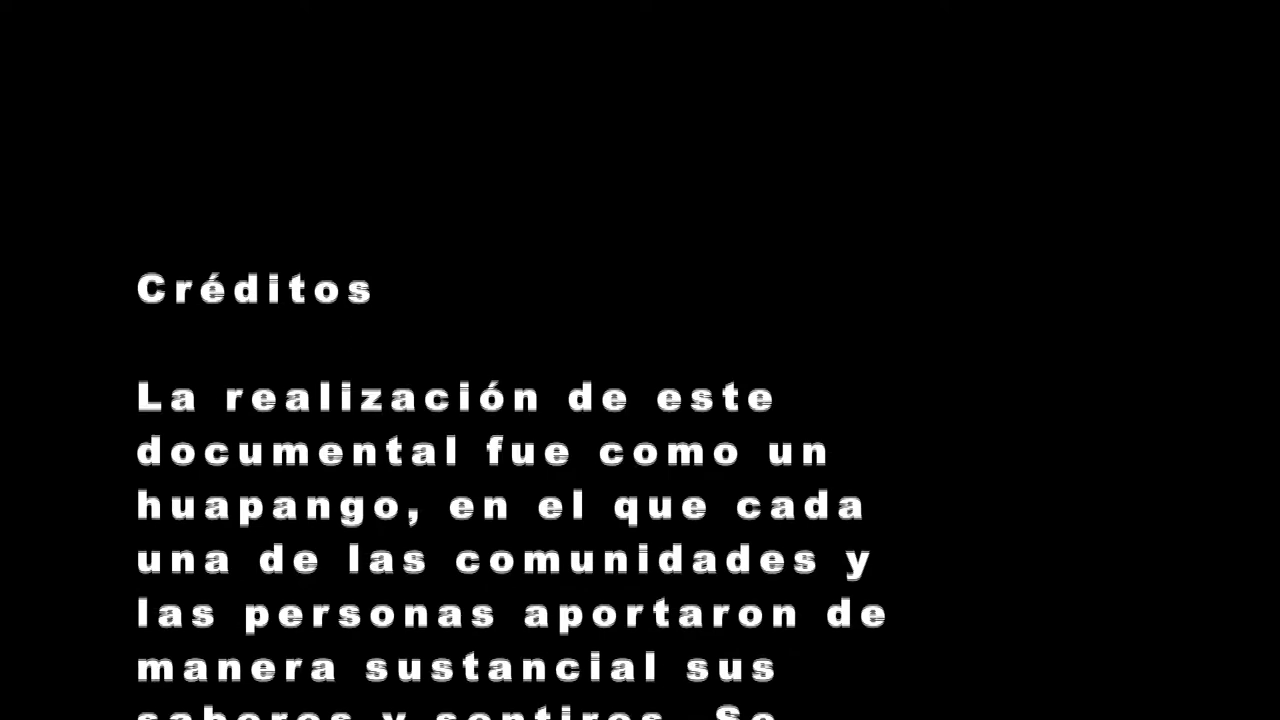 Créditos
La realización de este
documental fue como un
huapango, en el que cada
una de las comunidades y
las personas aportaron de
manera sustancial sus
saberes y sentires. Se